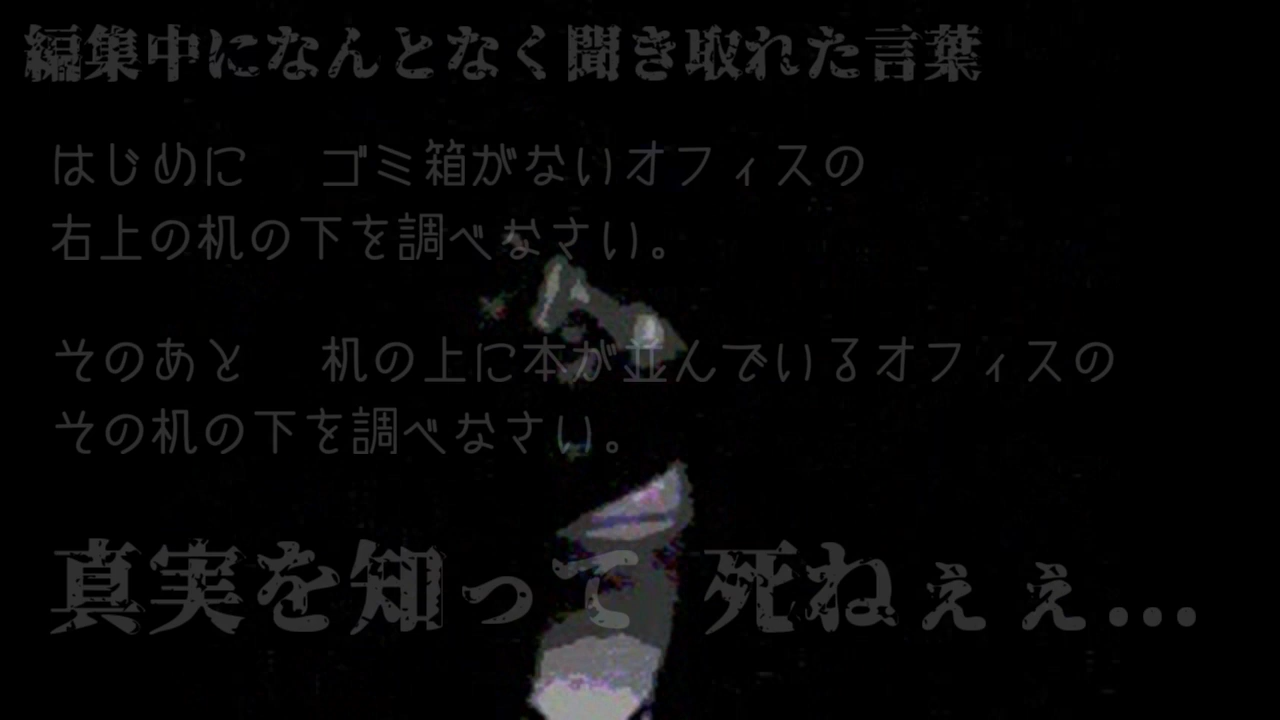 編集中になんとなく聞き取れた言葉
はじめに　ゴミ箱がないオフィスの
右上の机の下を調べなさい。
そのあと　机の上に本が並んでいるオフィスの
その机の下を調べなさい。
真実を知って 死ねぇぇ...